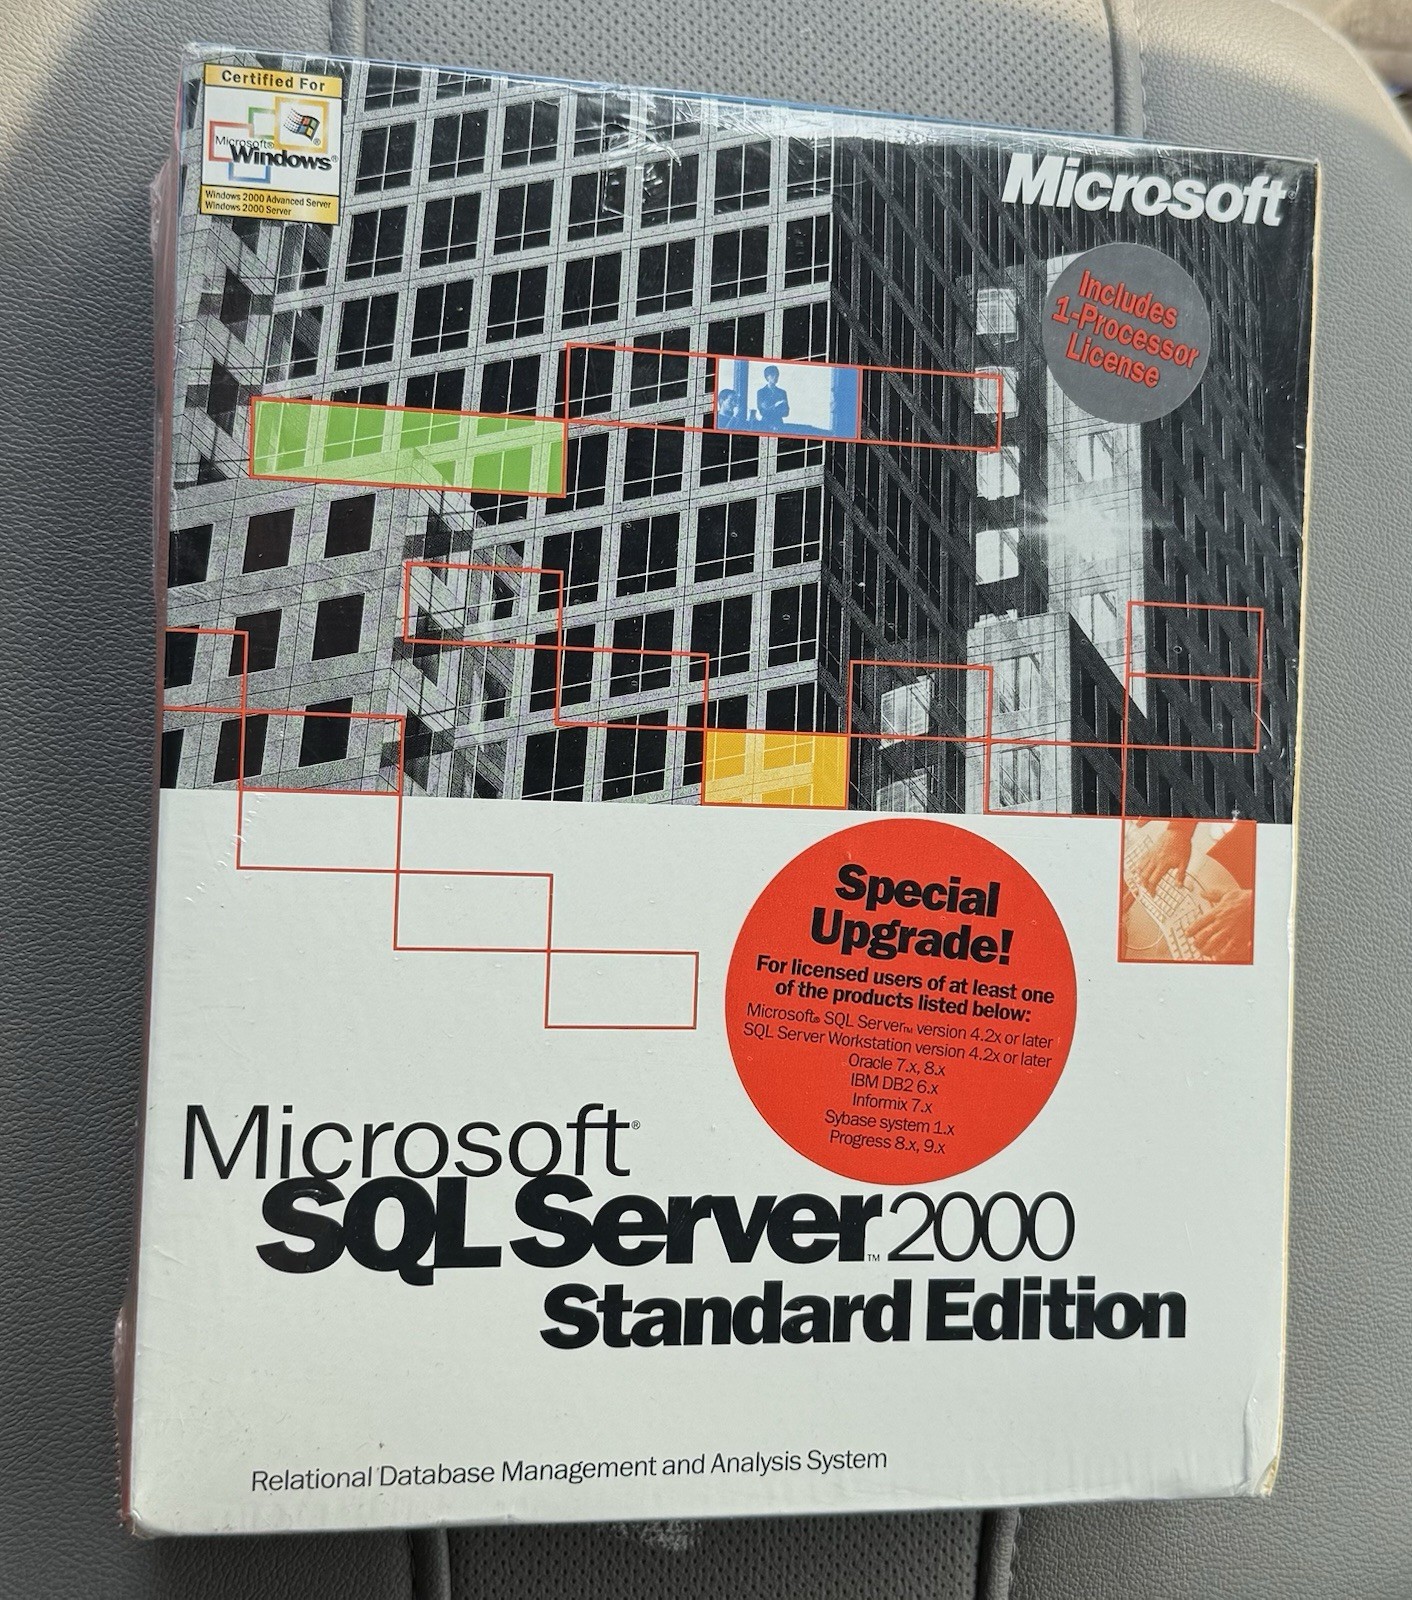 Certified For
Microsoft®
Windows®
Windows 2000 Advanced Server
Windows 2000 Server
Microsoft®
Includes
1-Processor
License
Special
Upgrade!
For licensed users of at least one
of the products listed below:
Microsoft® SQL Server™ version 4.2x or later
SQL Server Workstation version 4.2x or later
Oracle 7.x, 8.x
IBM DB2 6.x
Informix 7.x
Sybase system 1.x
Progress 8.x, 9.x
Microsoft®
SQL Server™ 2000
Standard Edition
Relational Database Management and Analysis System